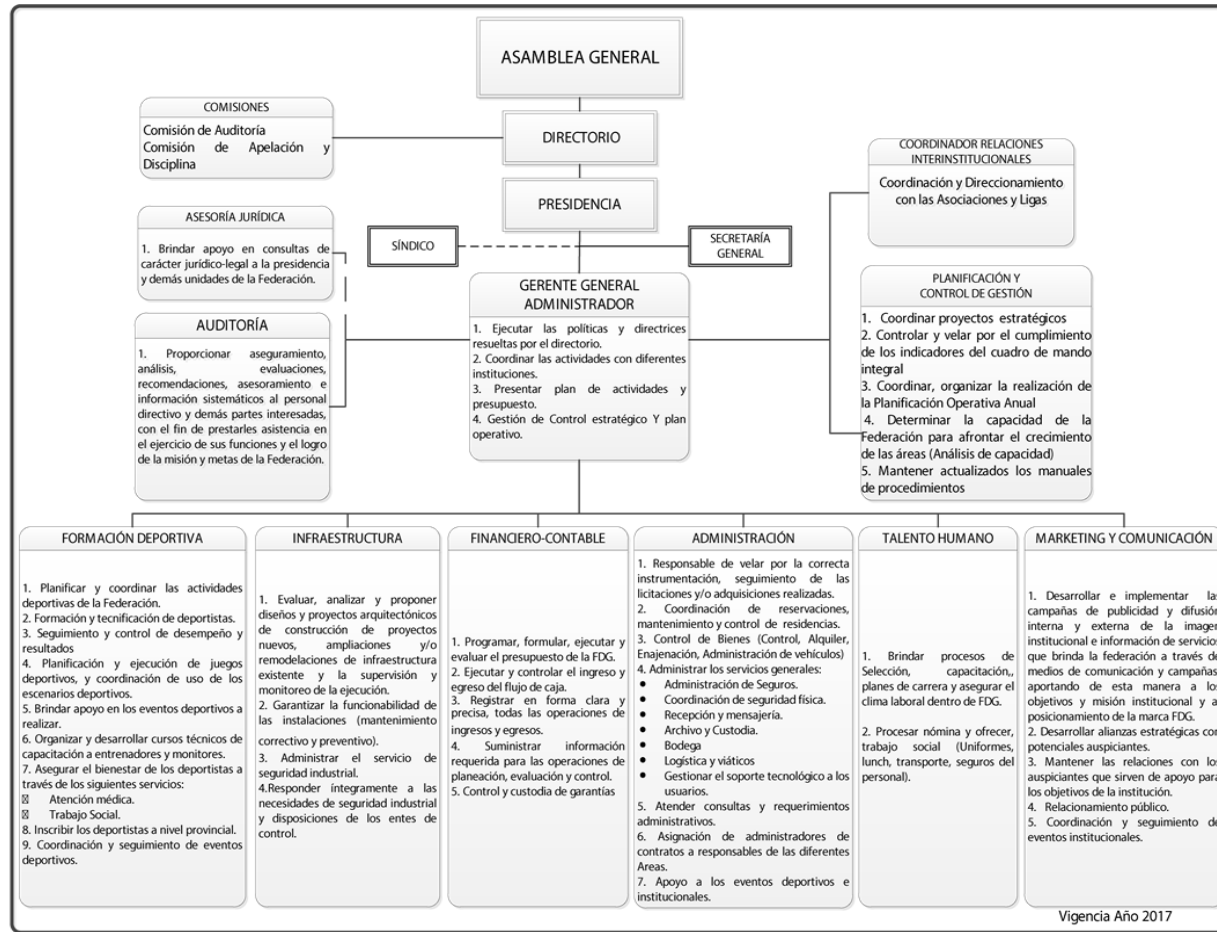 ASAMBLEA GENERAL
COMISIONES
Comisión de Auditoría
Comisión de Apelación y
Disciplina
DIRECTORIO
COORDINADOR RELACIONES
INTERINSTITUCIONALES
Coordinación y Direccionamiento
con las Asociaciones y Ligas
PRESIDENCIA
ASESORÍA JURÍDICA
1. Brindar apoyo en consultas de
carácter jurídico-legal a la presidencia
y demás unidades de la Federación.
SÍNDICO
SECRETARÍA
GENERAL
GERENTE GENERAL
ADMINISTRADOR
1. Ejecutar las políticas y directrices
resueltas por el directorio.
2. Coordinar las actividades con diferentes
instituciones.
3. Presentar plan de actividades y
presupuesto.
4. Gestión de Control estratégico Y plan
operativo.
PLANIFICACIÓN Y
CONTROL DE GESTIÓN
1. Coordinar proyectos estratégicos
2. Controlar y velar por el cumplimiento
de los indicadores del cuadro de mando
integral
3. Coordinar, organizar la realización de
la Planificación Operativa Anual
4. Determinar la capacidad de la
Federación para afrontar el crecimiento
de las áreas (Análisis de capacidad)
5. Mantener actualizados los manuales
de procedimientos
AUDITORÍA
1. Proporcionar aseguramiento,
análisis, evaluaciones,
recomendaciones, asesoramiento e
información sistemáticos al personal
directivo y demás partes interesadas,
con el fin de prestarles asistencia en
el ejercicio de sus funciones y el logro
de la misión y metas de la Federación.
FORMACIÓN DEPORTIVA
1. Planificar y coordinar las actividades
deportivas de la Federación.
2. Formación y tecnificación de deportistas.
3. Seguimiento y control de desempeño y
resultados
4. Planificación y ejecución de juegos
deportivos, y coordinación de uso de los
escenarios deportivos.
5. Brindar apoyo en los eventos deportivos a
realizar.
6. Organizar y desarrollar cursos técnicos de
capacitación a entrenadores y monitores.
7. Asegurar el bienestar de los deportistas a
través de los siguientes servicios:
Atención médica.
Trabajo Social.
8. Inscribir los deportistas a nivel provincial.
9. Coordinación y seguimiento de eventos
deportivos.
INFRAESTRUCTURA
1. Evaluar, analizar y proponer
diseños y proyectos arquitectónicos
de construcción de proyectos
nuevos, ampliaciones y/o
remodelaciones de infraestructura
existente y la supervisión y
monitoreo de la ejecución.
2. Garantizar la funcionabilidad de
las instalaciones (mantenimiento
correctivo y preventivo).
3. Administrar el servicio de
seguridad industrial.
4.Responder íntegramente a las
necesidades de seguridad industrial
y disposiciones de los entes de
control.
FINANCIERO-CONTABLE
1. Programar, formular, ejecutar y
evaluar el presupuesto de la FDG.
2. Ejecutar y controlar el ingreso y
egreso del flujo de caja.
3. Registrar en forma clara y
precisa, todas las operaciones de
ingresos y egresos.
4. Suministrar información
requerida para las operaciones de
planeación, evaluación y control.
5. Control y custodia de garantías
ADMINISTRACIÓN
1. Responsable de velar por la correcta
instrumentación, seguimiento de las
licitaciones y/o adquisiciones realizadas.
2. Coordinación de reservaciones,
mantenimiento y control de residencias.
3. Control de Bienes (Control, Alquiler,
Enajenación, Administración de vehículos)
4. Administrar los servicios generales:
• Administración de Seguros.
• Coordinación de seguridad física.
• Recepción y mensajería.
• Archivo y Custodia.
• Bodega
• Logística y viáticos
• Gestionar el soporte tecnológico a los
usuarios.
5. Atender consultas y requerimientos
administrativos.
6. Asignación de administradores de
contratos a responsables de las diferentes
Areas.
7. Apoyo a los eventos deportivos e
institucionales.
TALENTO HUMANO
1. Brindar procesos de
Selección, capacitación,,
planes de carrera y asegurar el
clima laboral dentro de FDG.
2. Procesar nómina y ofrecer,
trabajo social (Uniformes,
lunch, transporte, seguros del
personal).
MARKETING Y COMUNICACIÓN
1. Desarrollar e implementar las
campañas de publicidad y difusión
interna y externa de la imagen
institucional e información de servicios
que brinda la federación a través de
medios de comunicación y campañas
aportando de esta manera a los
objetivos y misión institucional y al
posicionamiento de la marca FDG.
2. Desarrollar alianzas estratégicas con
potenciales auspiciantes.
3. Mantener las relaciones con los
auspiciantes que sirven de apoyo para
los objetivos de la institución.
4. Relacionamiento público.
5. Coordinación y seguimiento de
eventos institucionales.
Vigencia Año 2017